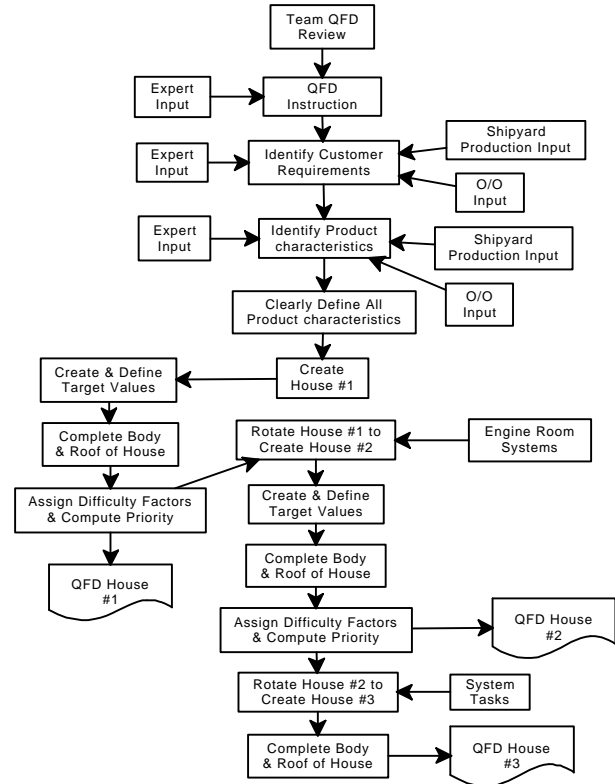 Team QFD
Review
Expert
Input
QFD
Instruction
Expert
Input
Identify Customer
Requirements
Shipyard
Production Input
O/O
Input
Expert
Input
Identify Product
characteristics
Shipyard
Production Input
O/O
Input
Clearly Define All
Product characteristics
Create
House #1
Create & Define
Target Values
Complete Body
& Roof of House
Rotate House #1 to
Create House #2
Engine Room
Systems
Assign Difficulty Factors
& Compute Priority
Create & Define
Target Values
QFD House
#1
Complete Body
& Roof of House
Assign Difficulty Factors
& Compute Priority
QFD House
#2
Rotate House #2 to
Create House #3
System
Tasks
Complete Body
& Roof of House
QFD House
#3